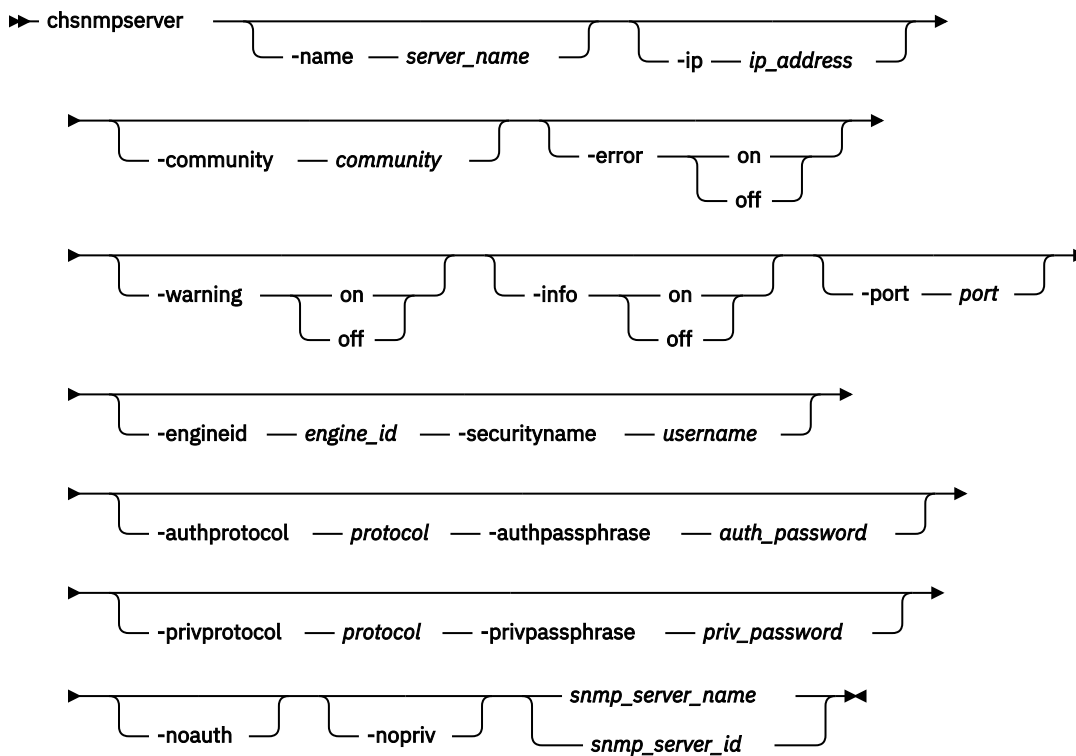 chsnmpserver
-name server_name -ip ip_address
-community community -error on
off
-warning on -info on -port port
off off
-engineid engine_id -securityname username
-authprotocol protocol -authpassphrase auth_password
-privprotocol protocol -privpassphrase priv_password
snmp_server_name
-noauth -nopriv snmp_server_id